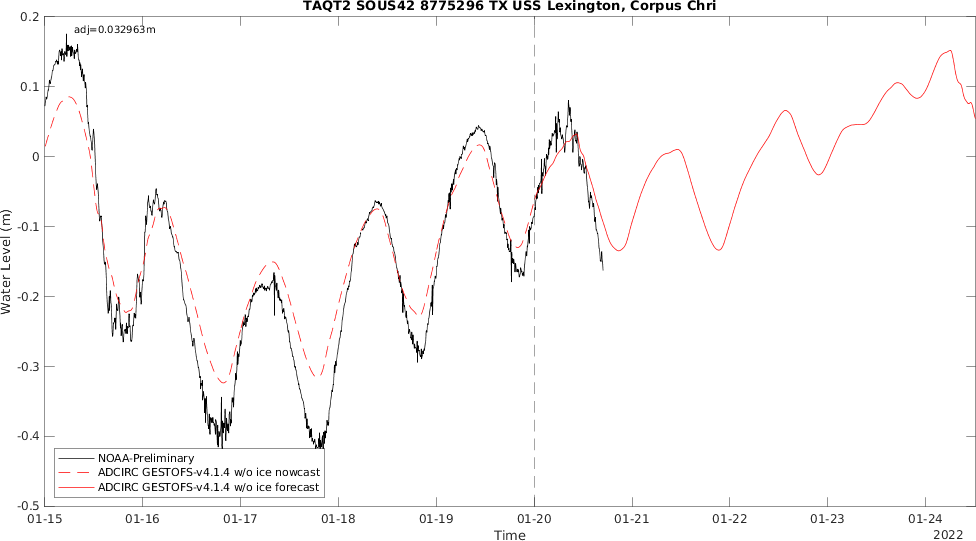 TAQT2 SOUS42 8775296 TX USS Lexington, Corpus Chri
adj=0.032963m
0.2
0.1
0
-0.1
-0.2
-0.3
-0.4
-0.5
Water Level (m)
NOAA-Preliminary
ADCIRC GESTOFS-v4.1.4 w/o ice nowcast
ADCIRC GESTOFS-v4.1.4 w/o ice forecast
01-15 01-16 01-17 01-18 01-19 01-20 01-21 01-22 01-23 01-24
Time
2022